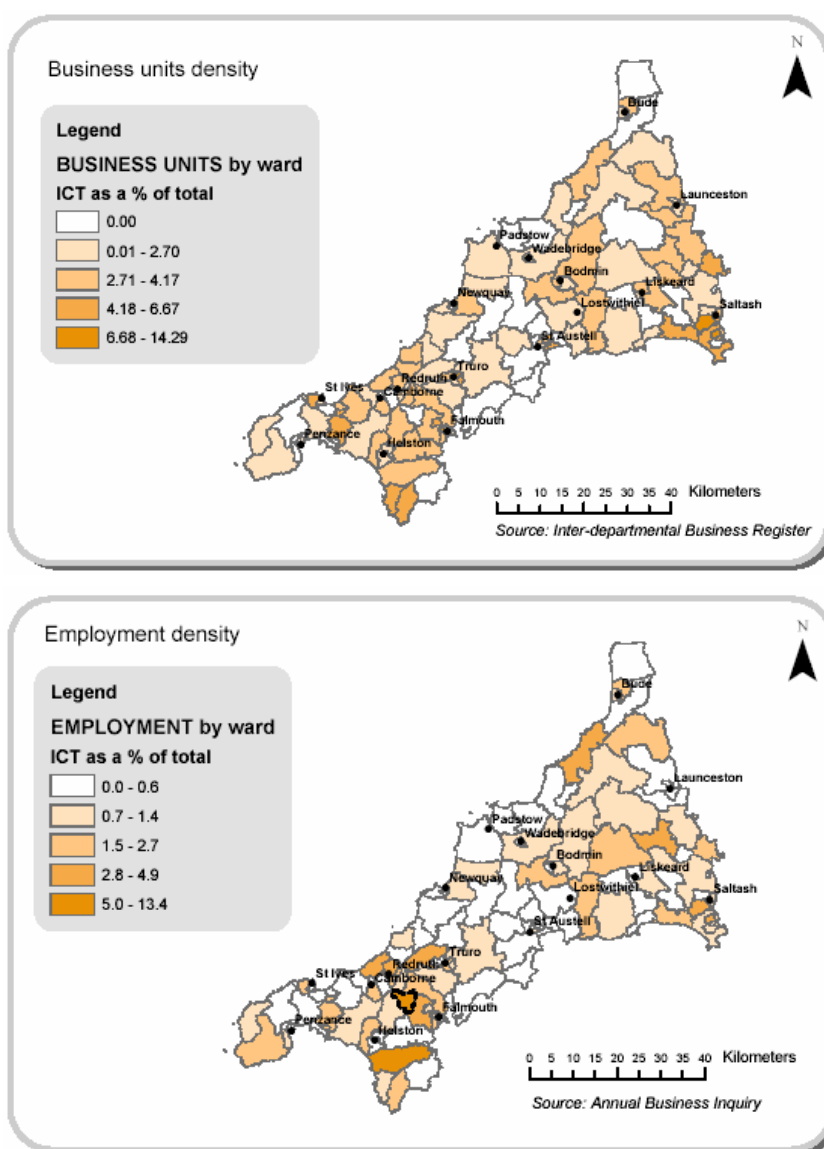 Business units density
N
Legend
BUSINESS UNITS by ward
ICT as a % of total
0.00
0.01 - 2.70
2.71 - 4.17
4.18 - 6.67
6.68 - 14.29
Bude
Launceston
Padstow
Wadebridge
Bodmin
Newquay
Liskeard
Lostwithiel
Saltash
St Austell
Truro
Redruth
St Ives
Camborne
Falmouth
Penzance
Helston
0 5 10 15 20 25 30 35 40 Kilometers
Source: Inter-departmental Business Register
Employment density
N
Legend
EMPLOYMENT by ward
ICT as a % of total
0.0 - 0.6
0.7 - 1.4
1.5 - 2.7
2.8 - 4.9
5.0 - 13.4
Bude
Launceston
Padstow
Wadebridge
Bodmin
Newquay
Liskeard
Lostwithiel
Saltash
St Austell
Truro
Redruth
St Ives
Camborne
Falmouth
Penzance
Helston
0 5 10 15 20 25 30 35 40 Kilometers
Source: Annual Business Inquiry